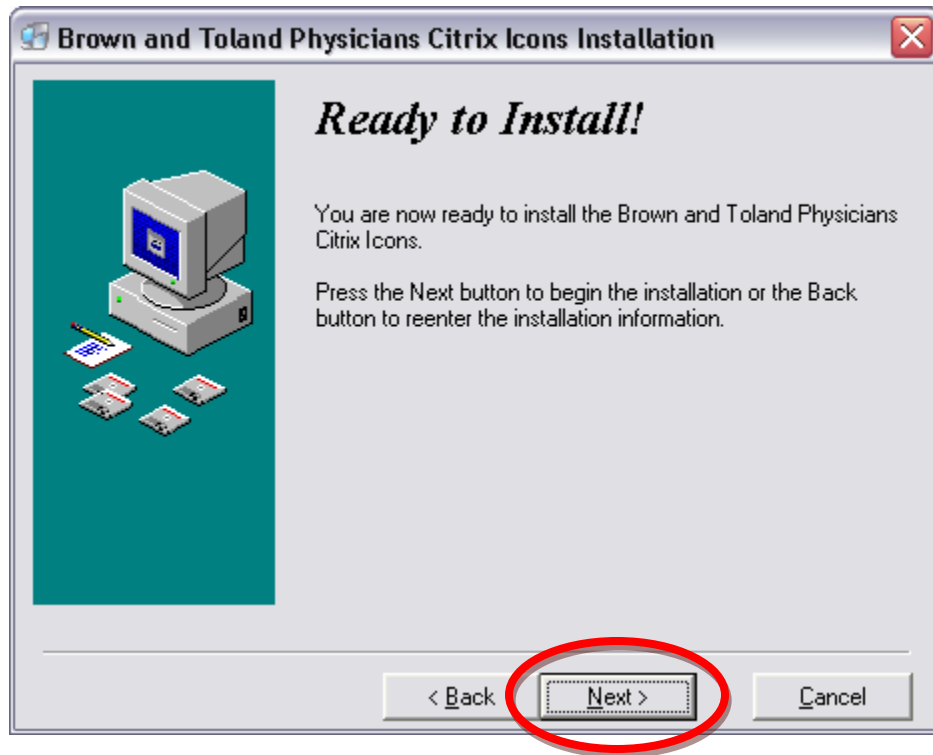 Brown and Toland Physicians Citrix Icons Installation
Ready to Install!
You are now ready to install the Brown and Toland Physicians
Citrix Icons.
Press the Next button to begin the installation or the Back
button to reenter the installation information.
< Back
Next >
Cancel